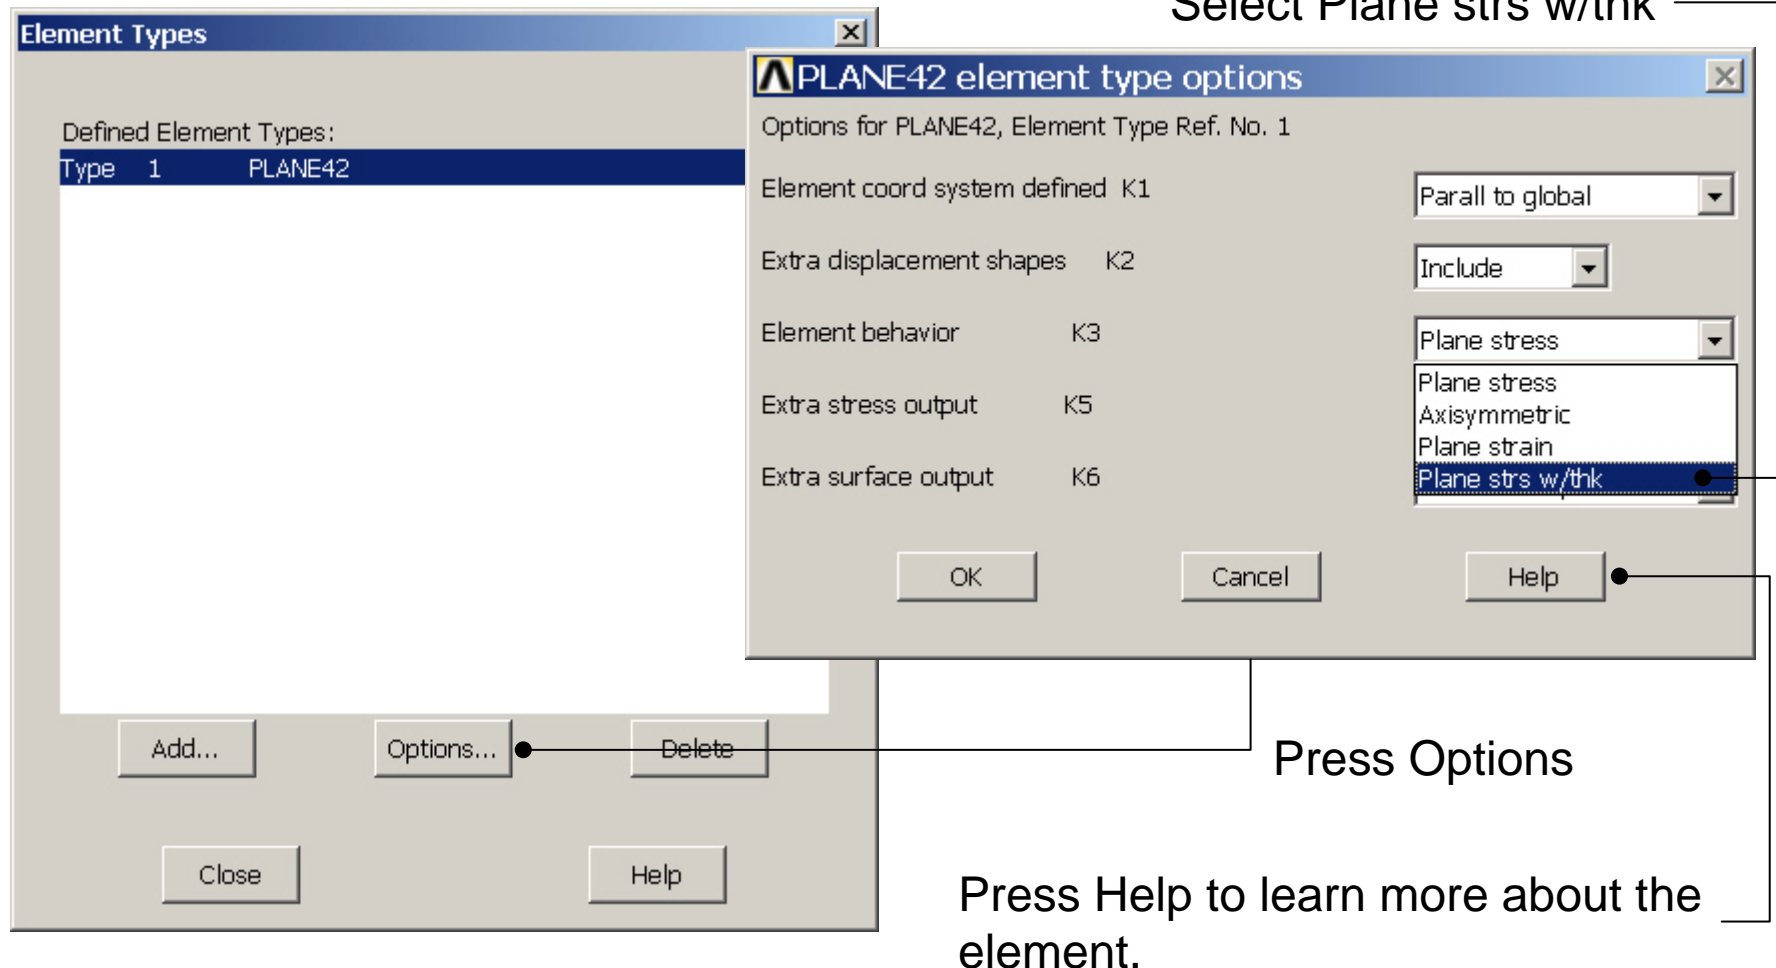 Select Plane strs w/thk
Element Types
Defined Element Types:
Type 1 PLANE42
Add...
Options...
Delete
Close
Help
PLANE42 element type options
Options for PLANE42, Element Type Ref. No. 1
Element coord system defined K1
Parall to global
Extra displacement shapes K2
Include
Element behavior K3
Plane stress
Plane stress
Axisymmetric
Plane strain
Plane strs w/thk
Extra stress output K5
Extra surface output K6
OK
Cancel
Help
Press Options
Press Help to learn more about the
element.